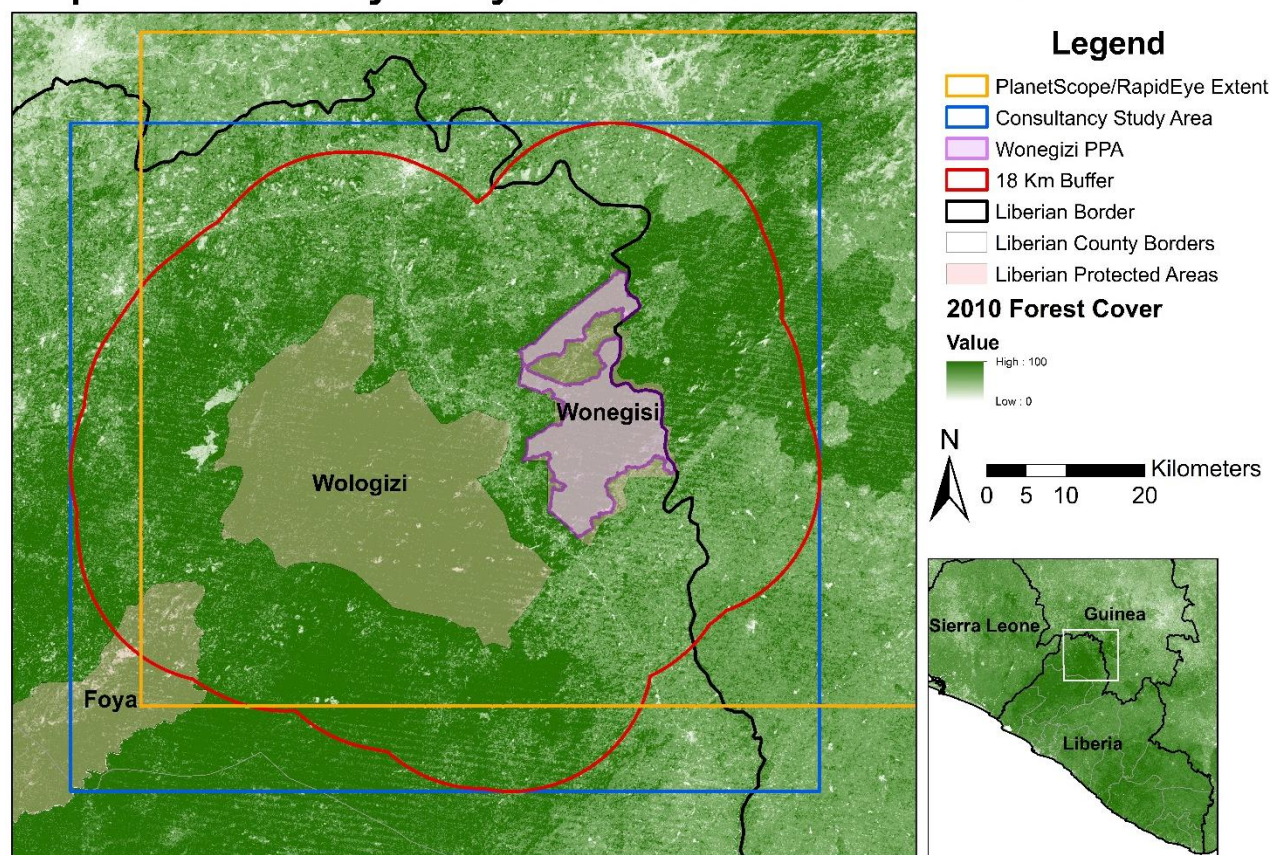 Legend
PlanetScope/RapidEye Extent
Consultancy Study Area
Wonegizi PPA
18 Km Buffer
Liberian Border
Liberian County Borders
Liberian Protected Areas
2010 Forest Cover
Value
High : 100
Low : 0
N
Kilometers
0 5 10 20
Wonegisi
Wologizi
Foya
Sierra Leone
Guinea
Liberia